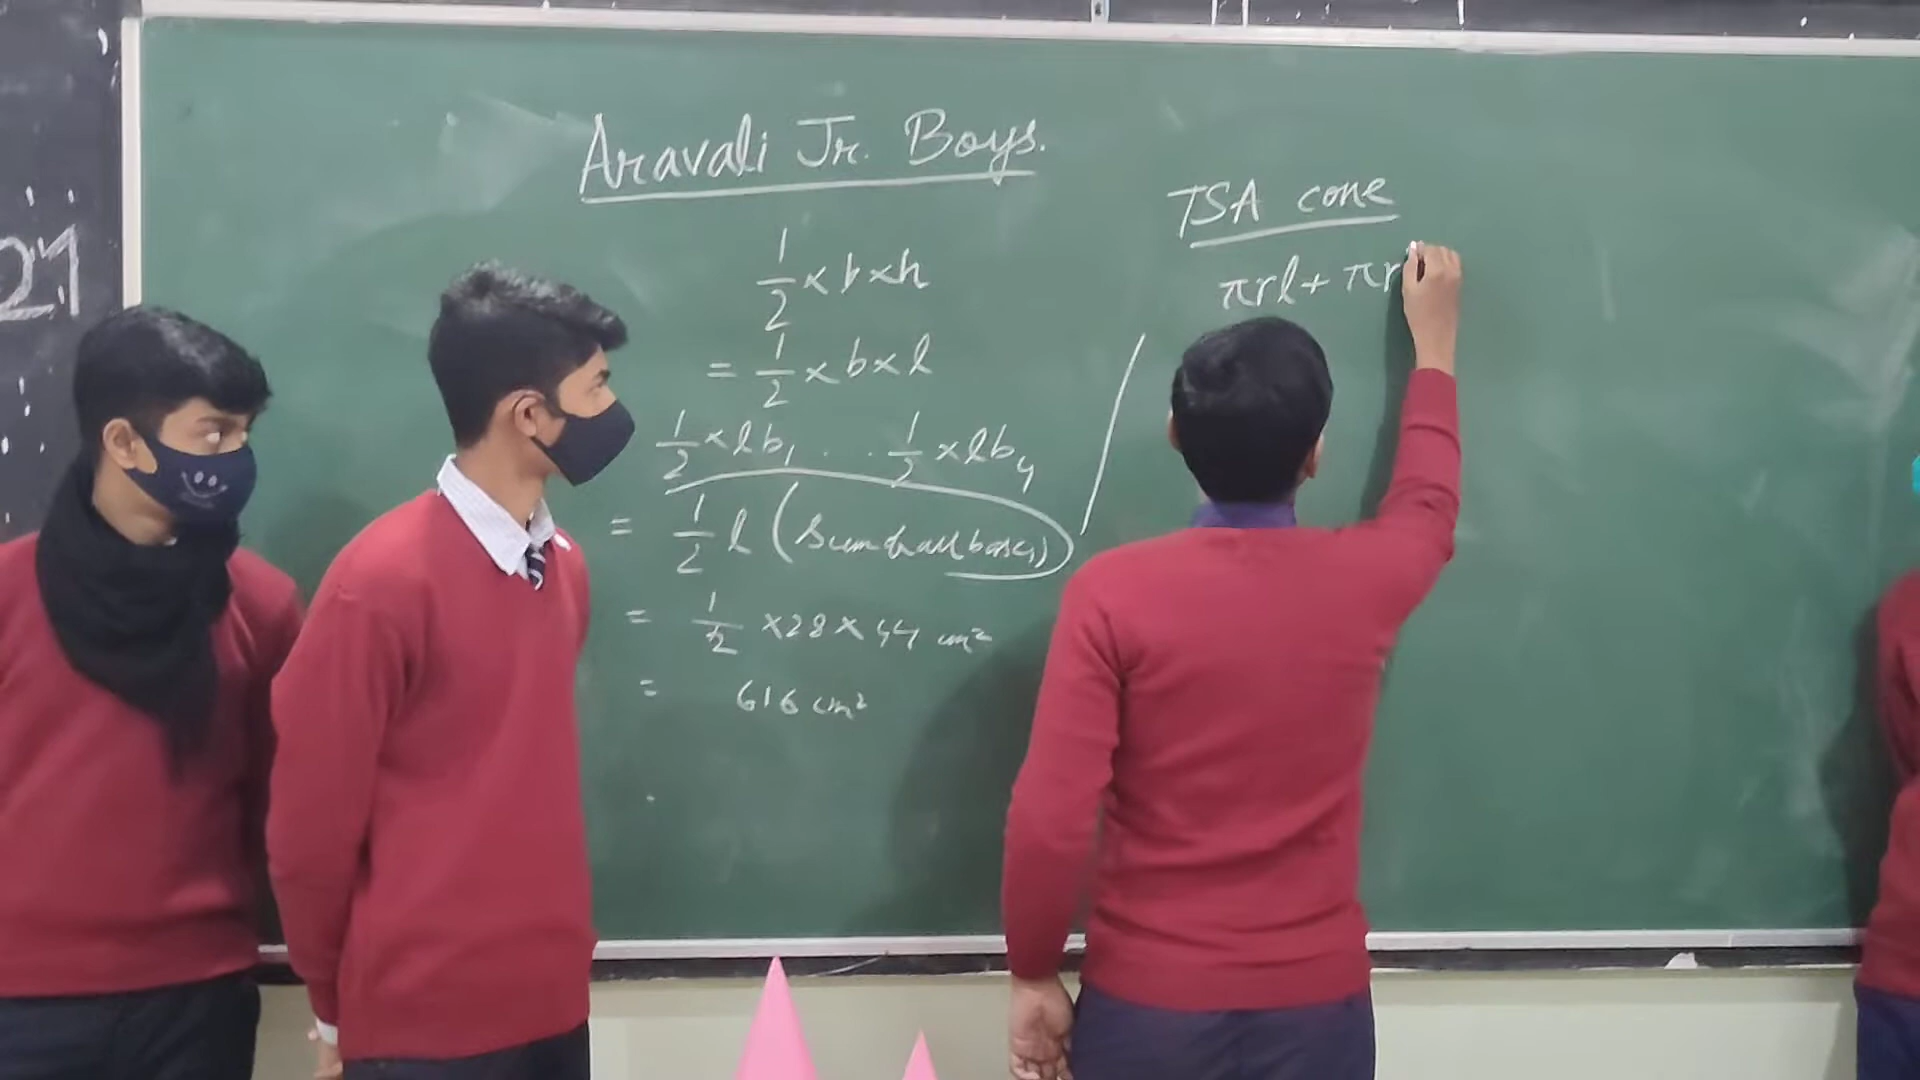 21
Aravali Jr. Boys.
1/2 × b × h
= 1/2 × b × l
1/2 × lb₁ . . . 1/2 × lb₄
= 1/2 l (sum of all bases)
= 1/2 × 28 × 44 cm²
= 616 cm²
TSA cone
πrl + πr